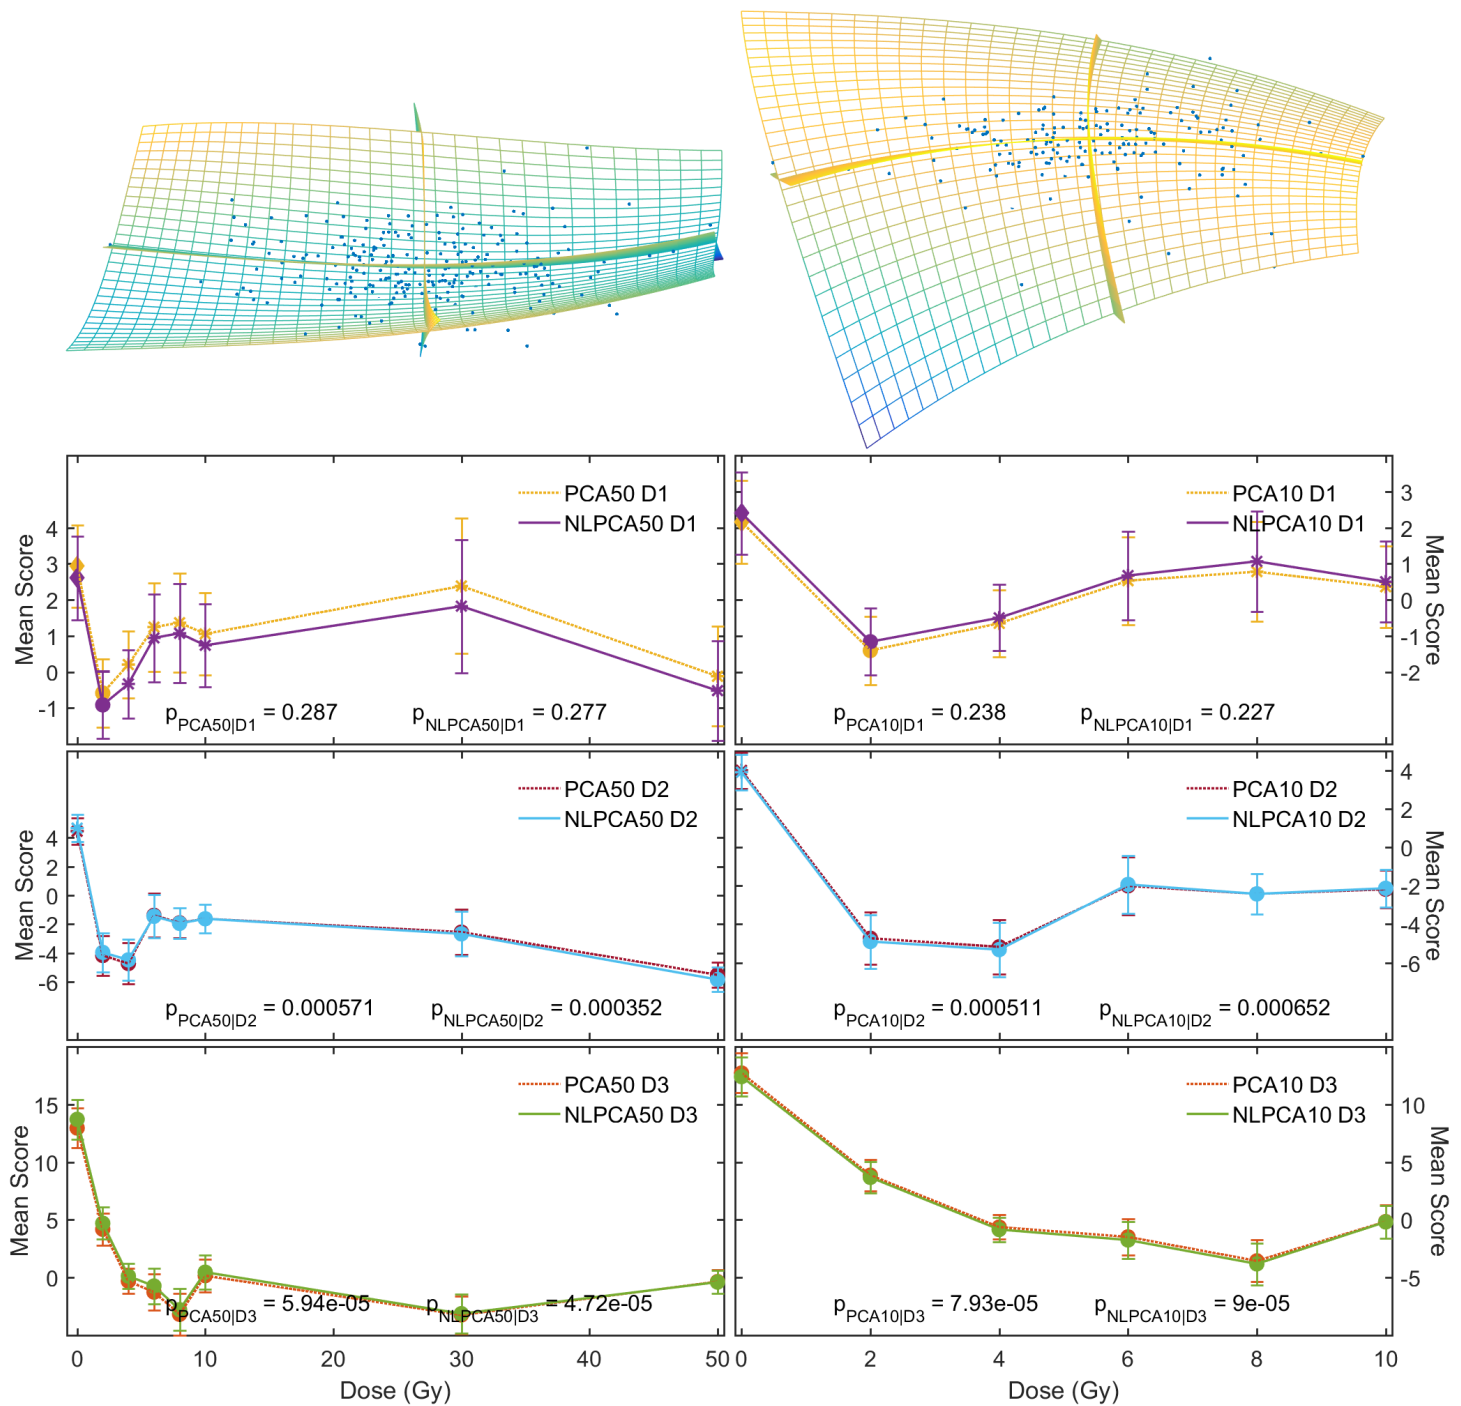 PCA50 D1
NLPCA50 D1
4
3
2
1
0
-1
Mean Score
pPCA50|D1 = 0.287 pNLPCA50|D1 = 0.277
PCA10 D1
NLPCA10 D1
3
2
1
0
-1
-2
Mean Score
pPCA10|D1 = 0.238 pNLPCA10|D1 = 0.227
PCA50 D2
NLPCA50 D2
4
2
0
-2
-4
-6
Mean Score
pPCA50|D2 = 0.000571 pNLPCA50|D2 = 0.000352
PCA10 D2
NLPCA10 D2
4
2
0
-2
-4
-6
Mean Score
pPCA10|D2 = 0.000511 pNLPCA10|D2 = 0.000652
PCA50 D3
NLPCA50 D3
15
10
5
0
Mean Score
pPCA50|D3 = 5.94e-05 pNLPCA50|D3 = 4.72e-05
0 10 20 30 40 50
Dose (Gy)
PCA10 D3
NLPCA10 D3
10
5
0
-5
Mean Score
pPCA10|D3 = 7.93e-05 pNLPCA10|D3 = 9e-05
0 2 4 6 8 10
Dose (Gy)